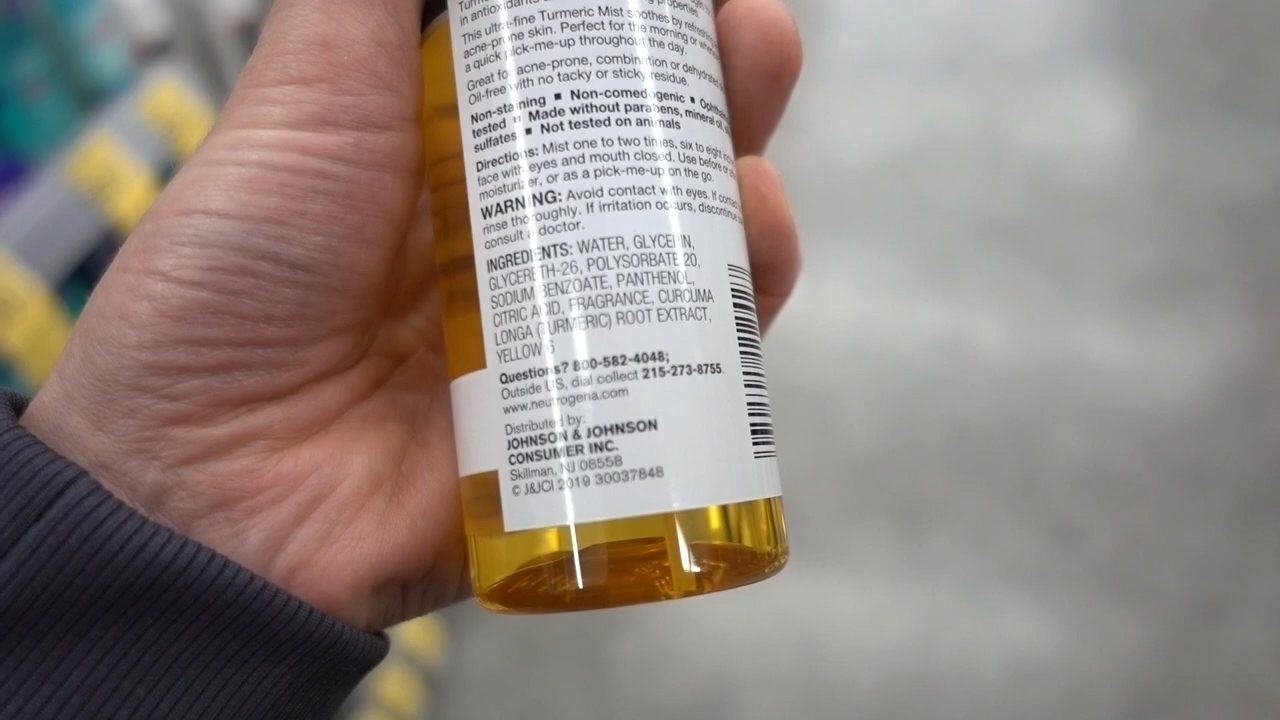 in antioxidants
This ultra-fine Turmeric Mist soothes by refreshing
acne-prone skin. Perfect for the morning or
a quick pick-me-up throughout the day.
Great for acne-prone, combination or dehydrated
Oil-free with no tacky or sticky residue.
Non-staining ▪ Non-comedogenic ▪
tested ▪ Made without parabens, mineral oil,
sulfates ▪ Not tested on animals
Directions: Mist one to two times, six to eight
face with eyes and mouth closed. Use before or
moisturizer, or as a pick-me-up on the go.
WARNING: Avoid contact with eyes. If
rinse thoroughly. If irritation occurs, discontinue
consult a doctor.
INGREDIENTS: WATER, GLYCERIN,
GLYCERETH-26, POLYSORBATE 20,
SODIUM BENZOATE, PANTHENOL,
CITRIC ACID, FRAGRANCE, CURCUMA
LONGA (TURMERIC) ROOT EXTRACT,
YELLOW 6
Questions? 800-582-4048;
Outside US, dial collect 215-273-8755.
www.neutrogena.com
Distributed by:
JOHNSON & JOHNSON
CONSUMER INC.
Skillman, NJ 08558
© J&JCI 2019 30037848